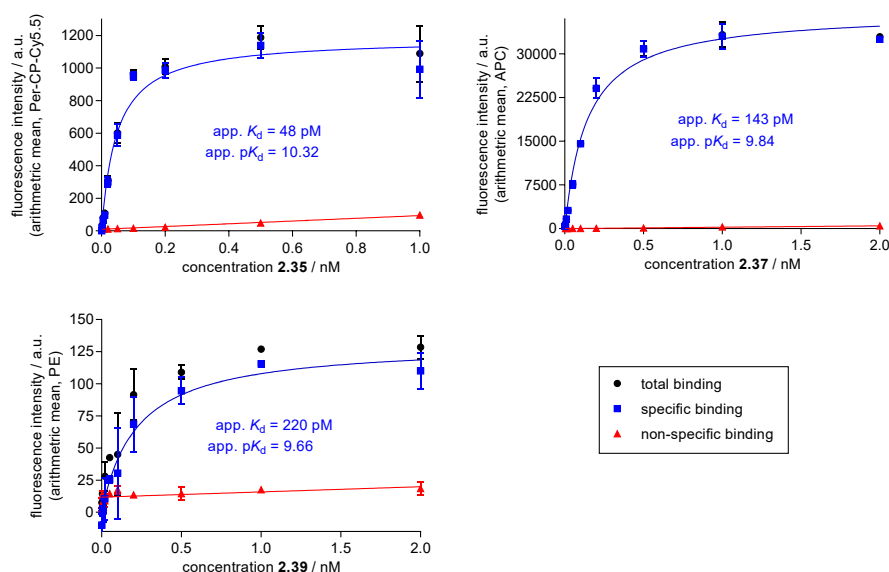 fluorescence intensity / a.u.
(arithmetric mean, Per-CP-Cy5.5)
1200
1000
800
600
400
200
0
app. Kd = 48 pM
app. pKd = 10.32
0.0 0.2 0.4 0.6 0.8 1.0
concentration 2.35 / nM
fluorescence intensity / a.u.
(arithmetric mean, APC)
30000
22500
15000
7500
0
app. Kd = 143 pM
app. pKd = 9.84
0.0 0.5 1.0 1.5 2.0
concentration 2.37 / nM
fluorescence intensity / a.u.
(arithmetric mean, PE)
125
100
75
50
25
0
app. Kd = 220 pM
app. pKd = 9.66
0.0 0.5 1.0 1.5 2.0
concentration 2.39 / nM
total binding
specific binding
non-specific binding